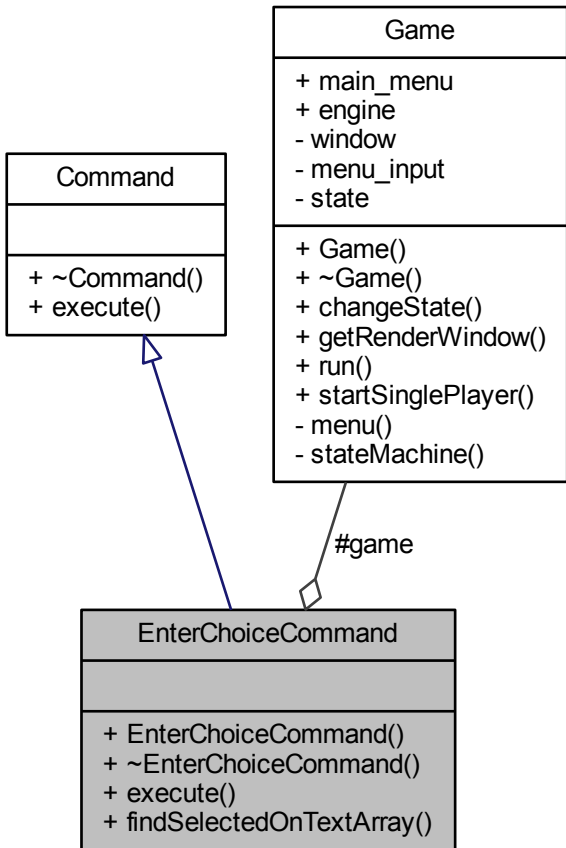 Game
+ main_menu
+ engine
- window
- menu_input
- state
+ Game()
+ ~Game()
+ changeState()
+ getRenderWindow()
+ run()
+ startSinglePlayer()
- menu()
- stateMachine()
Command
+ ~Command()
+ execute()
#game
EnterChoiceCommand
+ EnterChoiceCommand()
+ ~EnterChoiceCommand()
+ execute()
+ findSelectedOnTextArray()